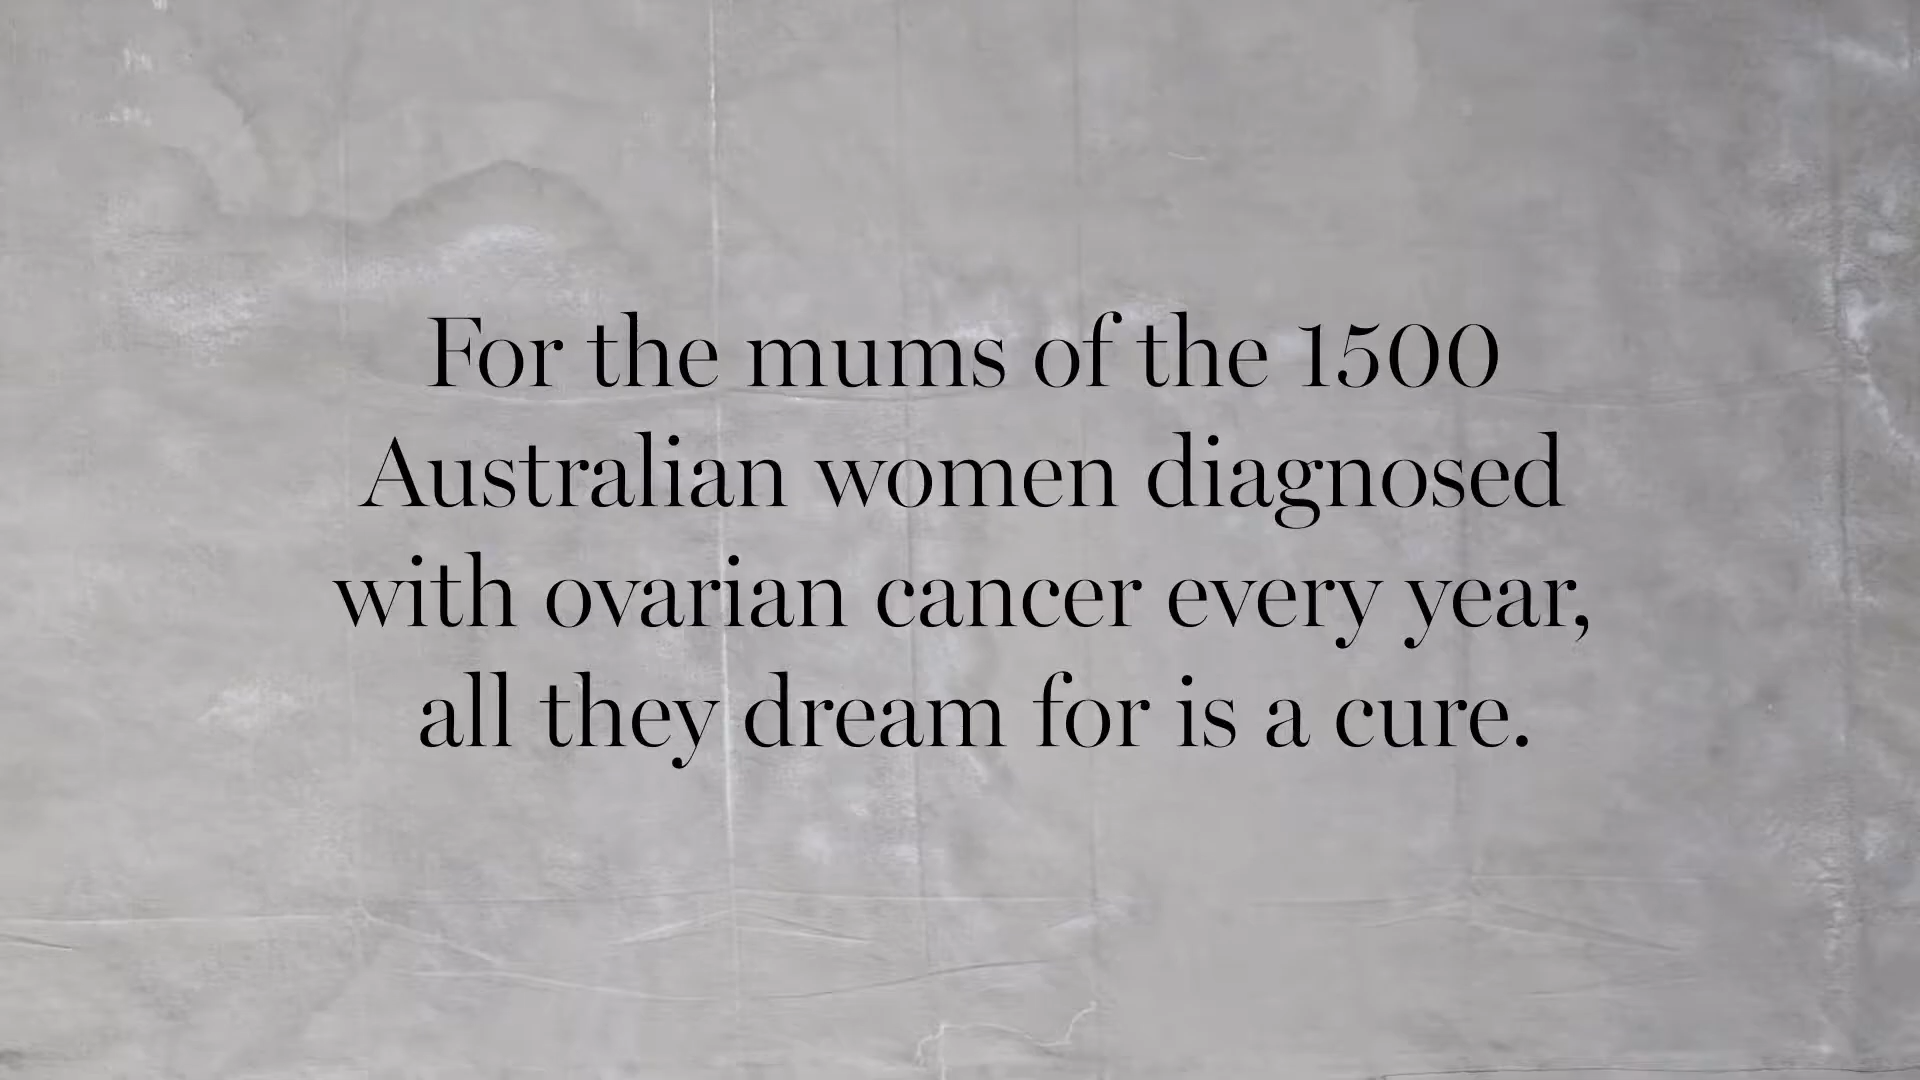 For the mums of the 1500
Australian women diagnosed
with ovarian cancer every year,
all they dream for is a cure.